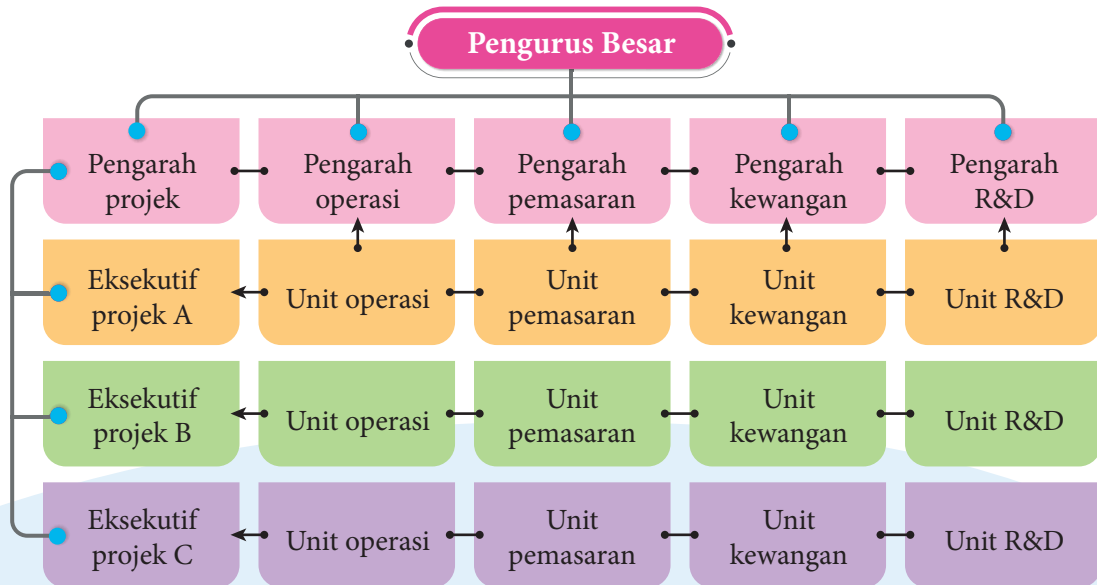 Pengurus Besar
Pengarah
projek
Pengarah
operasi
Pengarah
pemasaran
Pengarah
kewangan
Pengarah
R&D
Eksekutif
projek A
Unit operasi
Unit
pemasaran
Unit
kewangan
Unit R&D
Eksekutif
projek B
Unit operasi
Unit
pemasaran
Unit
kewangan
Unit R&D
Eksekutif
projek C
Unit operasi
Unit
pemasaran
Unit
kewangan
Unit R&D